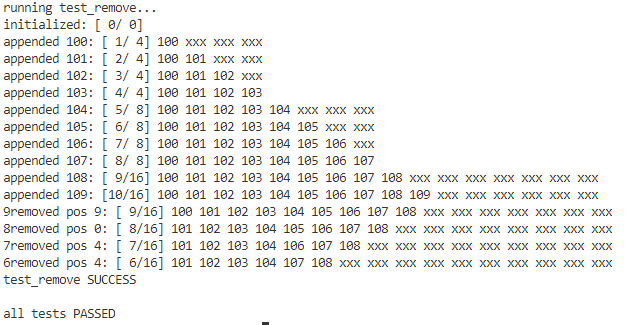 running test_remove...
initialized: [ 0/ 0]
appended 100: [ 1/ 4] 100 xxx xxx xxx
appended 101: [ 2/ 4] 100 101 xxx xxx
appended 102: [ 3/ 4] 100 101 102 xxx
appended 103: [ 4/ 4] 100 101 102 103
appended 104: [ 5/ 8] 100 101 102 103 104 xxx xxx xxx
appended 105: [ 6/ 8] 100 101 102 103 104 105 xxx xxx
appended 106: [ 7/ 8] 100 101 102 103 104 105 106 xxx
appended 107: [ 8/ 8] 100 101 102 103 104 105 106 107
appended 108: [ 9/16] 100 101 102 103 104 105 106 107 108 xxx xxx xxx xxx xxx xxx xxx
appended 109: [10/16] 100 101 102 103 104 105 106 107 108 109 xxx xxx xxx xxx xxx xxx
9removed pos 9: [ 9/16] 100 101 102 103 104 105 106 107 108 xxx xxx xxx xxx xxx xxx xxx
8removed pos 0: [ 8/16] 101 102 103 104 105 106 107 108 xxx xxx xxx xxx xxx xxx xxx xxx
7removed pos 4: [ 7/16] 101 102 103 104 106 107 108 xxx xxx xxx xxx xxx xxx xxx xxx xxx
6removed pos 4: [ 6/16] 101 102 103 104 107 108 xxx xxx xxx xxx xxx xxx xxx xxx xxx xxx
test_remove SUCCESS
all tests PASSED